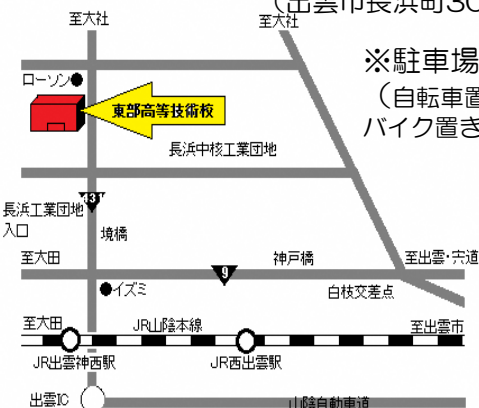 (出雲市長浜町30
至大社
至大社
※駐車場
ローソン
(自転車置
東部高等技術校
バイク置き
長浜中核工業団地
431
長浜工業団地
入口
境橋
至大田
神戸橋
至出雲・宍道
9
イズミ
白枝交差点
至大田
JR山陰本線
至出雲市
JR出雲神西駅
JR西出雲駅
出雲IC
山陰自動車道